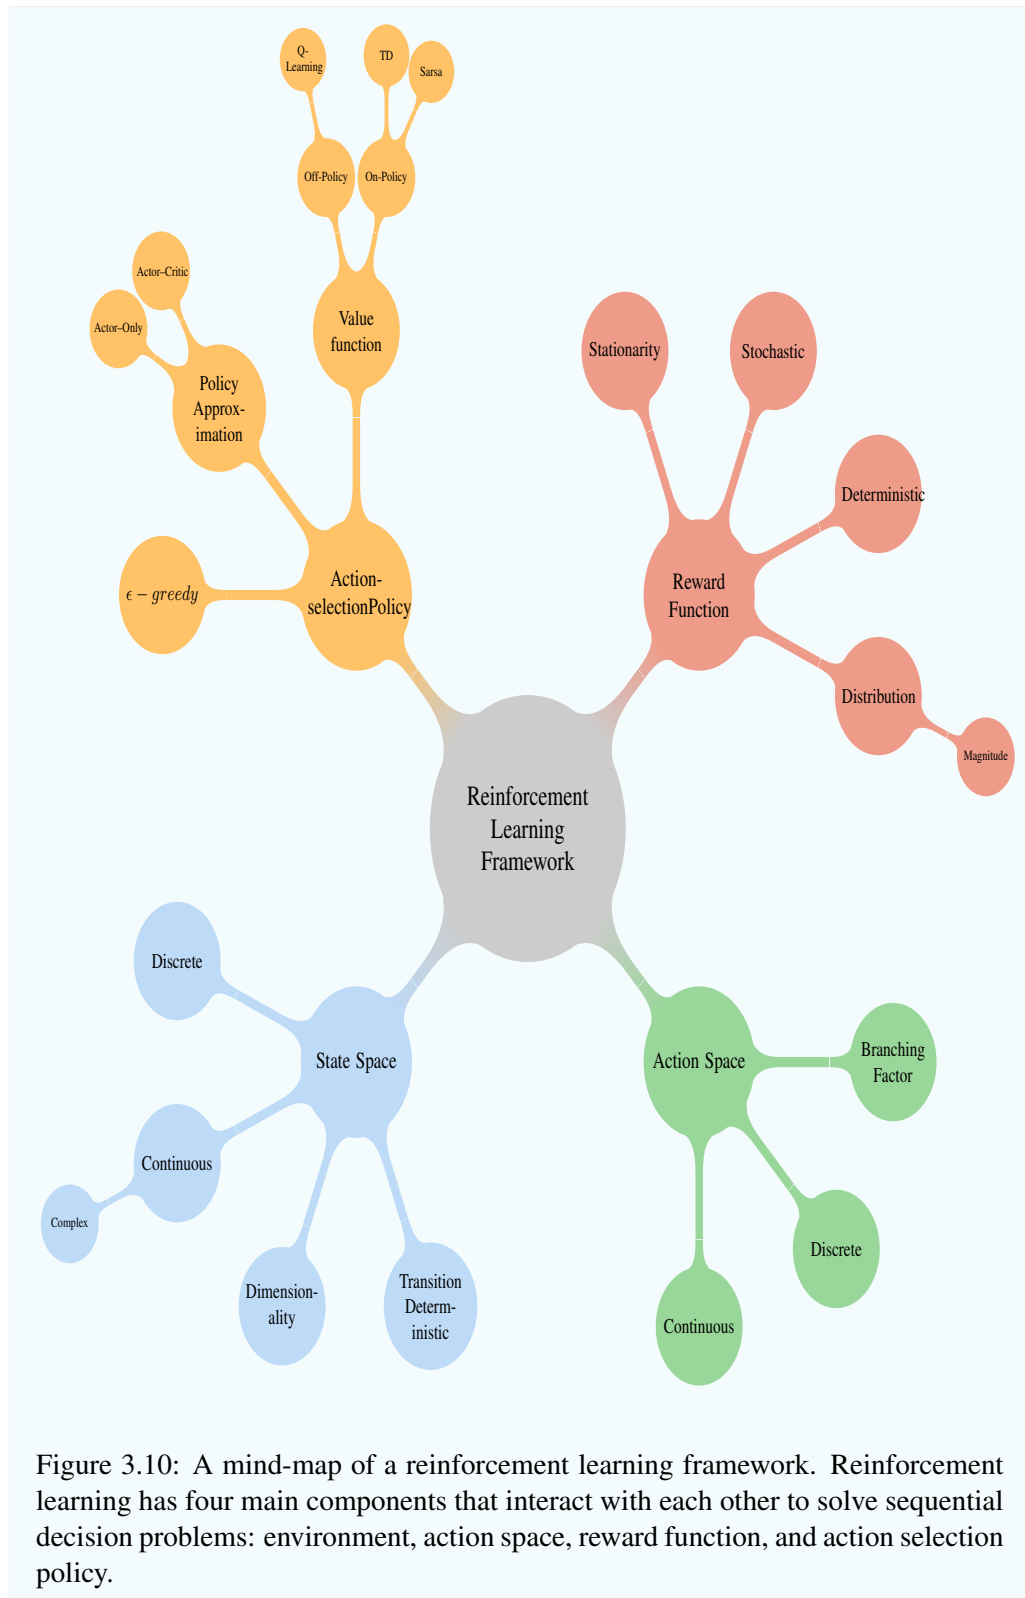 Q-
Learning
TD
Sarsa
Off-Policy
On-Policy
Actor–Critic
Actor–Only
Value
function
Policy
Approx-
imation
Stationarity
Stochastic
Deterministic
ϵ − greedy
Action-
selectionPolicy
Reward
Function
Distribution
Magnitude
Reinforcement
Learning
Framework
Discrete
State Space
Action Space
Branching
Factor
Continuous
Complex
Discrete
Dimension-
ality
Transition
Determ-
inistic
Continuous
Figure 3.10: A mind-map of a reinforcement learning framework. Reinforcement
learning has four main components that interact with each other to solve sequential
decision problems: environment, action space, reward function, and action selection
policy.